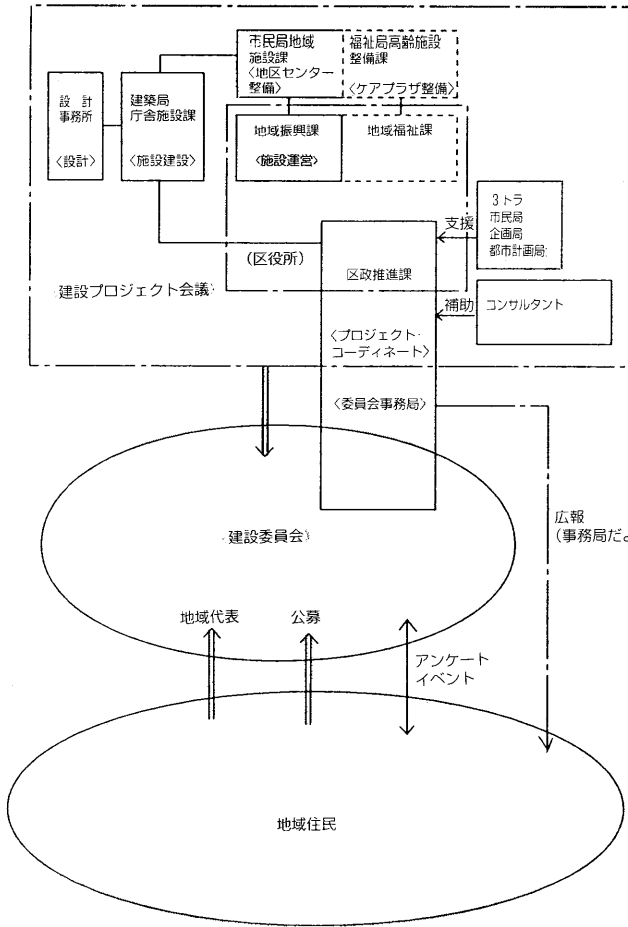 市民局地域
施設課
〈地区センター
整備〉
福祉局高齢施設
整備課
〈ケアプラザ整備〉
設計
事務所
〈設計〉
建築局
庁舎施設課
〈施設建設〉
地域振興課
〈施設運営〉
地域福祉課
3トラ
市民局
企画局
都市計画局
支援
(区役所)
区政推進課
建設プロジェクト会議〉
補助
コンサルタント
〈プロジェクト・
コーディネート〉
〈委員会事務局〉
広報
(事務局だよ
建設委員会〉
地域代表
公募
アンケート
イベント
地域住民